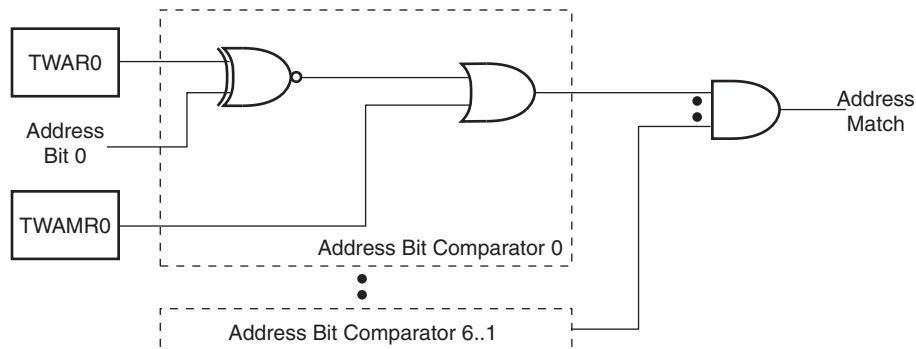 TWAR0
Address
Bit 0
TWAMR0
Address Bit Comparator 0
Address
Match
Address Bit Comparator 6..1